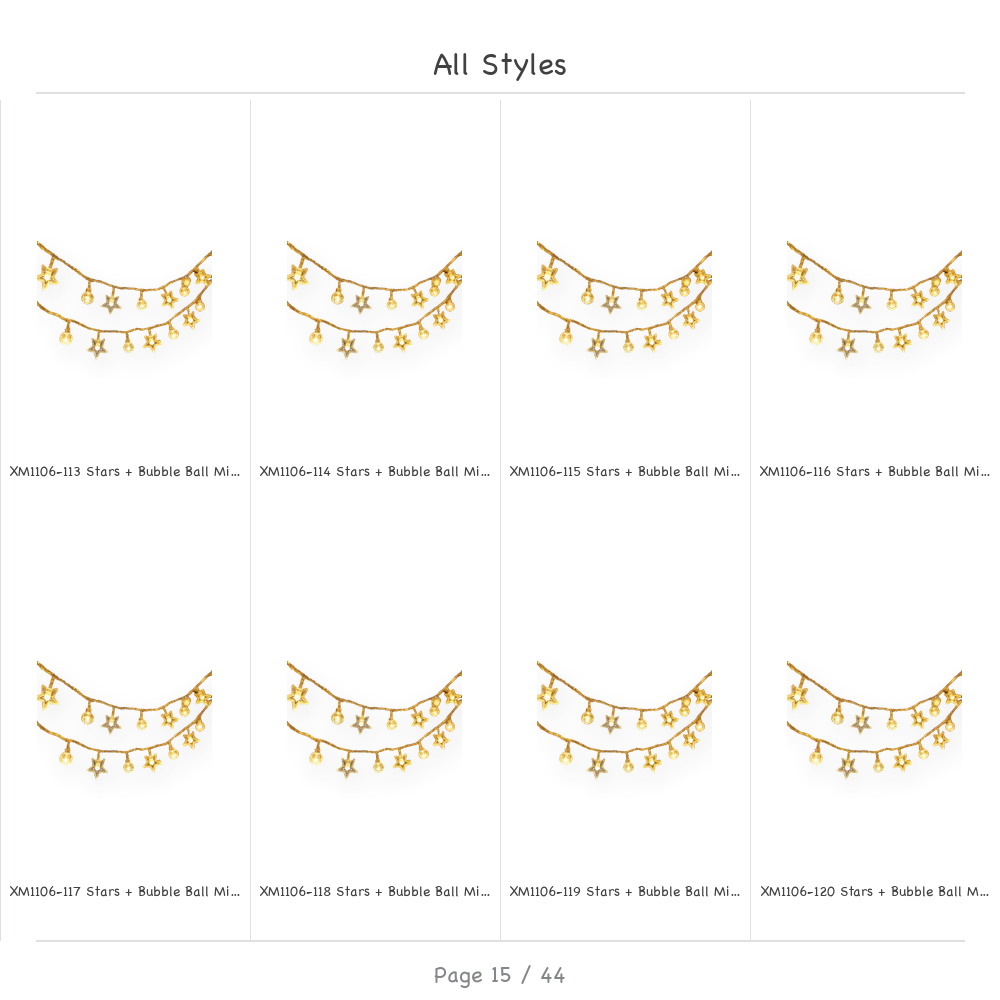 All Styles
XM1106-113 Stars + Bubble Ball Mi...
XM1106-114 Stars + Bubble Ball Mi...
XM1106-115 Stars + Bubble Ball Mi...
XM1106-116 Stars + Bubble Ball Mi...
XM1106-117 Stars + Bubble Ball Mi...
XM1106-118 Stars + Bubble Ball Mi...
XM1106-119 Stars + Bubble Ball Mi...
XM1106-120 Stars + Bubble Ball M...
Page 15 / 44